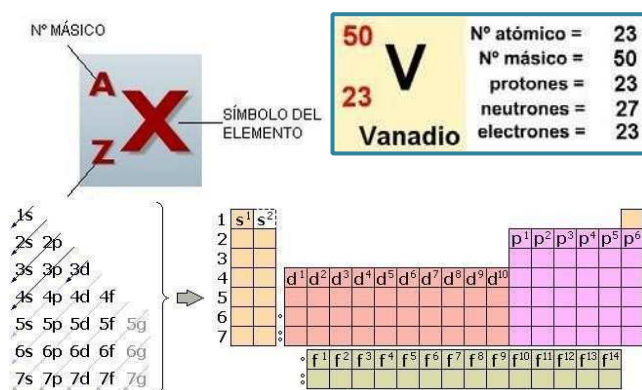 Nº MÁSICO
A
Z
X
SÍMBOLO DEL
ELEMENTO
50
23
V
Vanadio
Nº atómico = 23
Nº másico = 50
protones = 23
neutrones = 27
electrones = 23
1s
2s 2p
3s 3p 3d
4s 4p 4d 4f
5s 5p 5d 5f 5g
6s 6p 6d 6f 6g
7s 7p 7d 7f 7g
1 s¹ s²
2 p¹ p² p³ p⁴ p⁵ p⁶
3
4 d¹ d² d³ d⁴ d⁵ d⁶ d⁷ d⁸ d⁹ d¹⁰
5
6
7
f¹ f² f³ f⁴ f⁵ f⁶ f⁷ f⁸ f⁹ f¹⁰ f¹¹ f¹² f¹³ f¹⁴